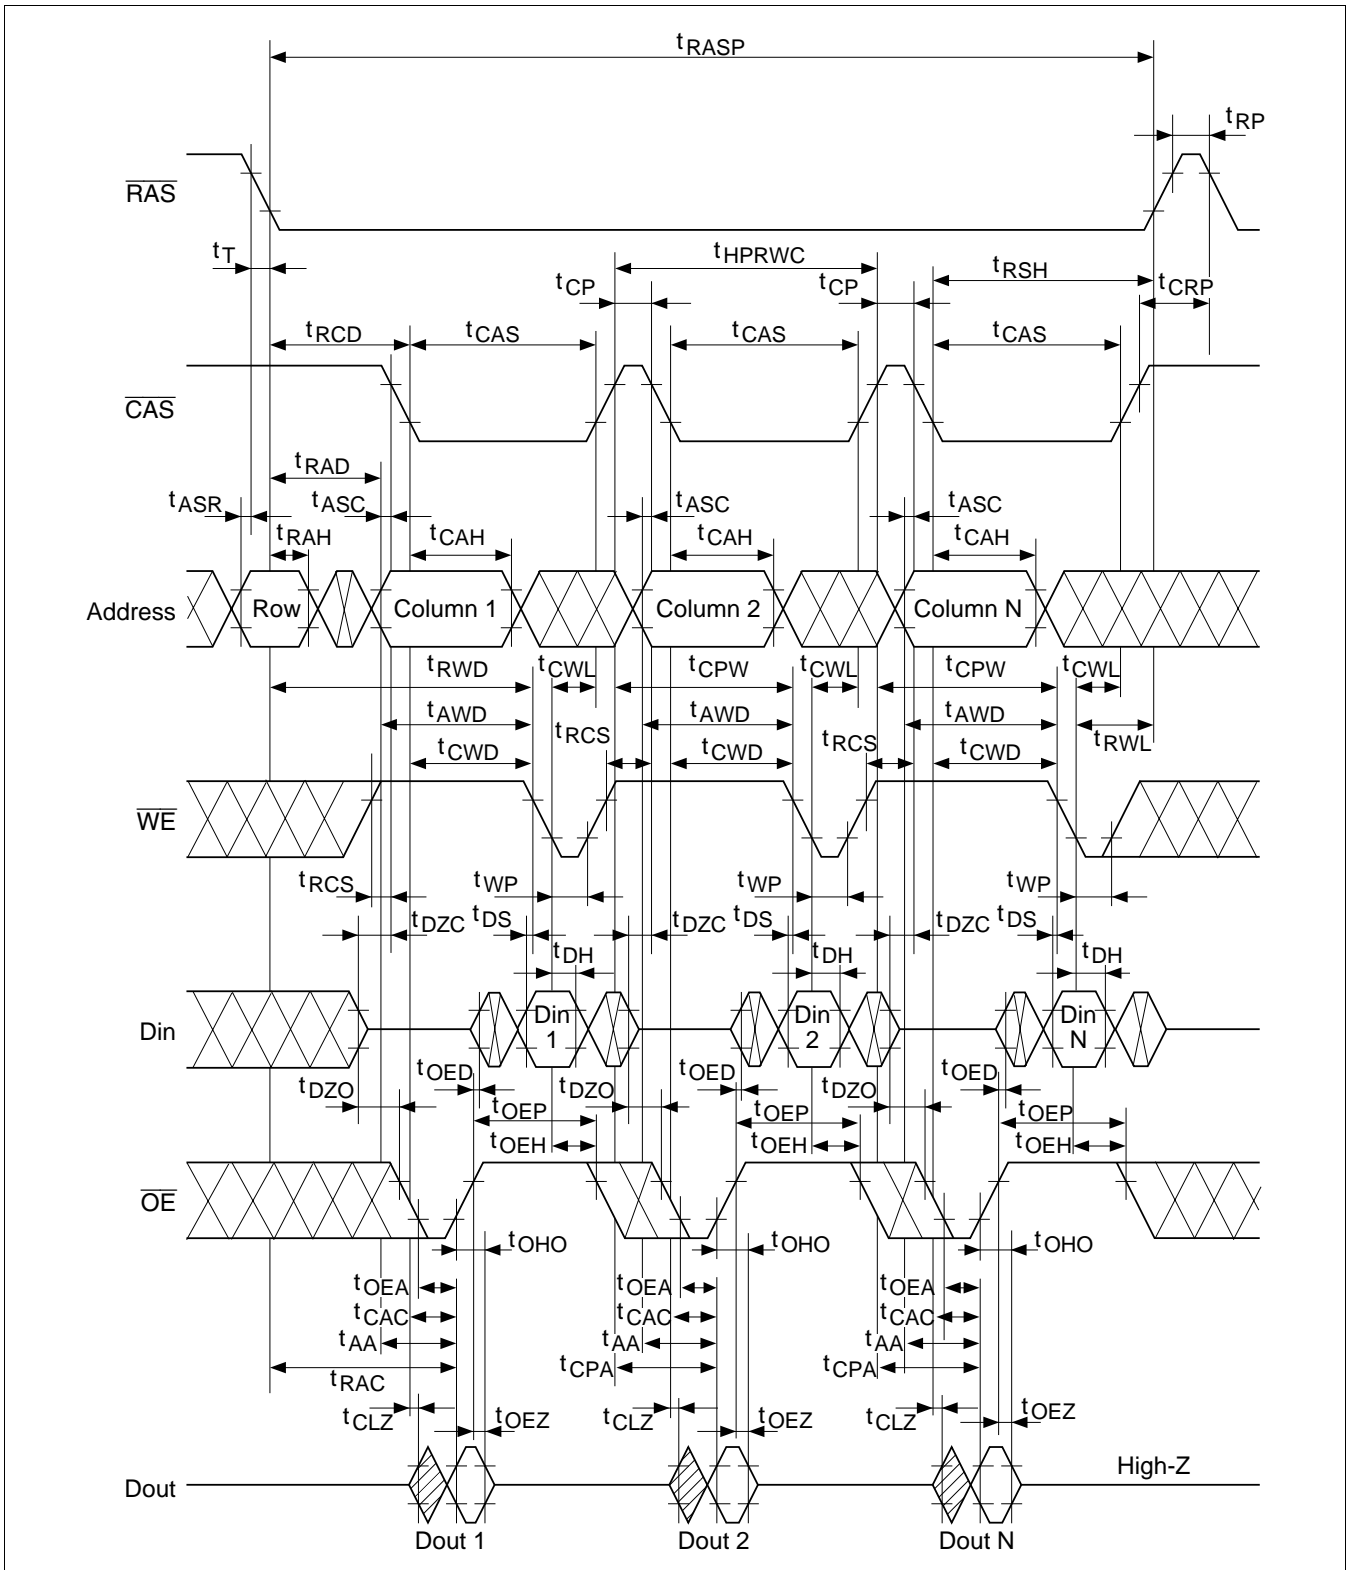 tRASP
tRP
RAS
tT
tHPRWC
tRSH
tCP
tCP
tCRP
tRCD
tCAS
tCAS
tCAS
CAS
tRAD
tASR
tASC
tASC
tASC
tRAH
tCAH
tCAH
tCAH
Address
Row
Column 1
Column 2
Column N
tRWD
tCWL
tCPW
tCWL
tCPW
tCWL
tAWD
tAWD
tAWD
tRCS
tRCS
tRWL
tCWD
tCWD
tCWD
WE
tRCS
tWP
tWP
tWP
tDZC
tDS
tDZC
tDS
tDZC
tDS
tDH
tDH
tDH
Din
Din 1
Din 2
Din N
tOED
tOED
tOED
tDZO
tDZO
tDZO
tOEP
tOEP
tOEP
tOEH
tOEH
tOEH
OE
tOHO
tOHO
tOHO
tOEA
tOEA
tOEA
tCAC
tCAC
tCAC
tAA
tAA
tAA
tRAC
tCPA
tCPA
tCLZ
tOEZ
tCLZ
tOEZ
tCLZ
tOEZ
High-Z
Dout
Dout 1
Dout 2
Dout N